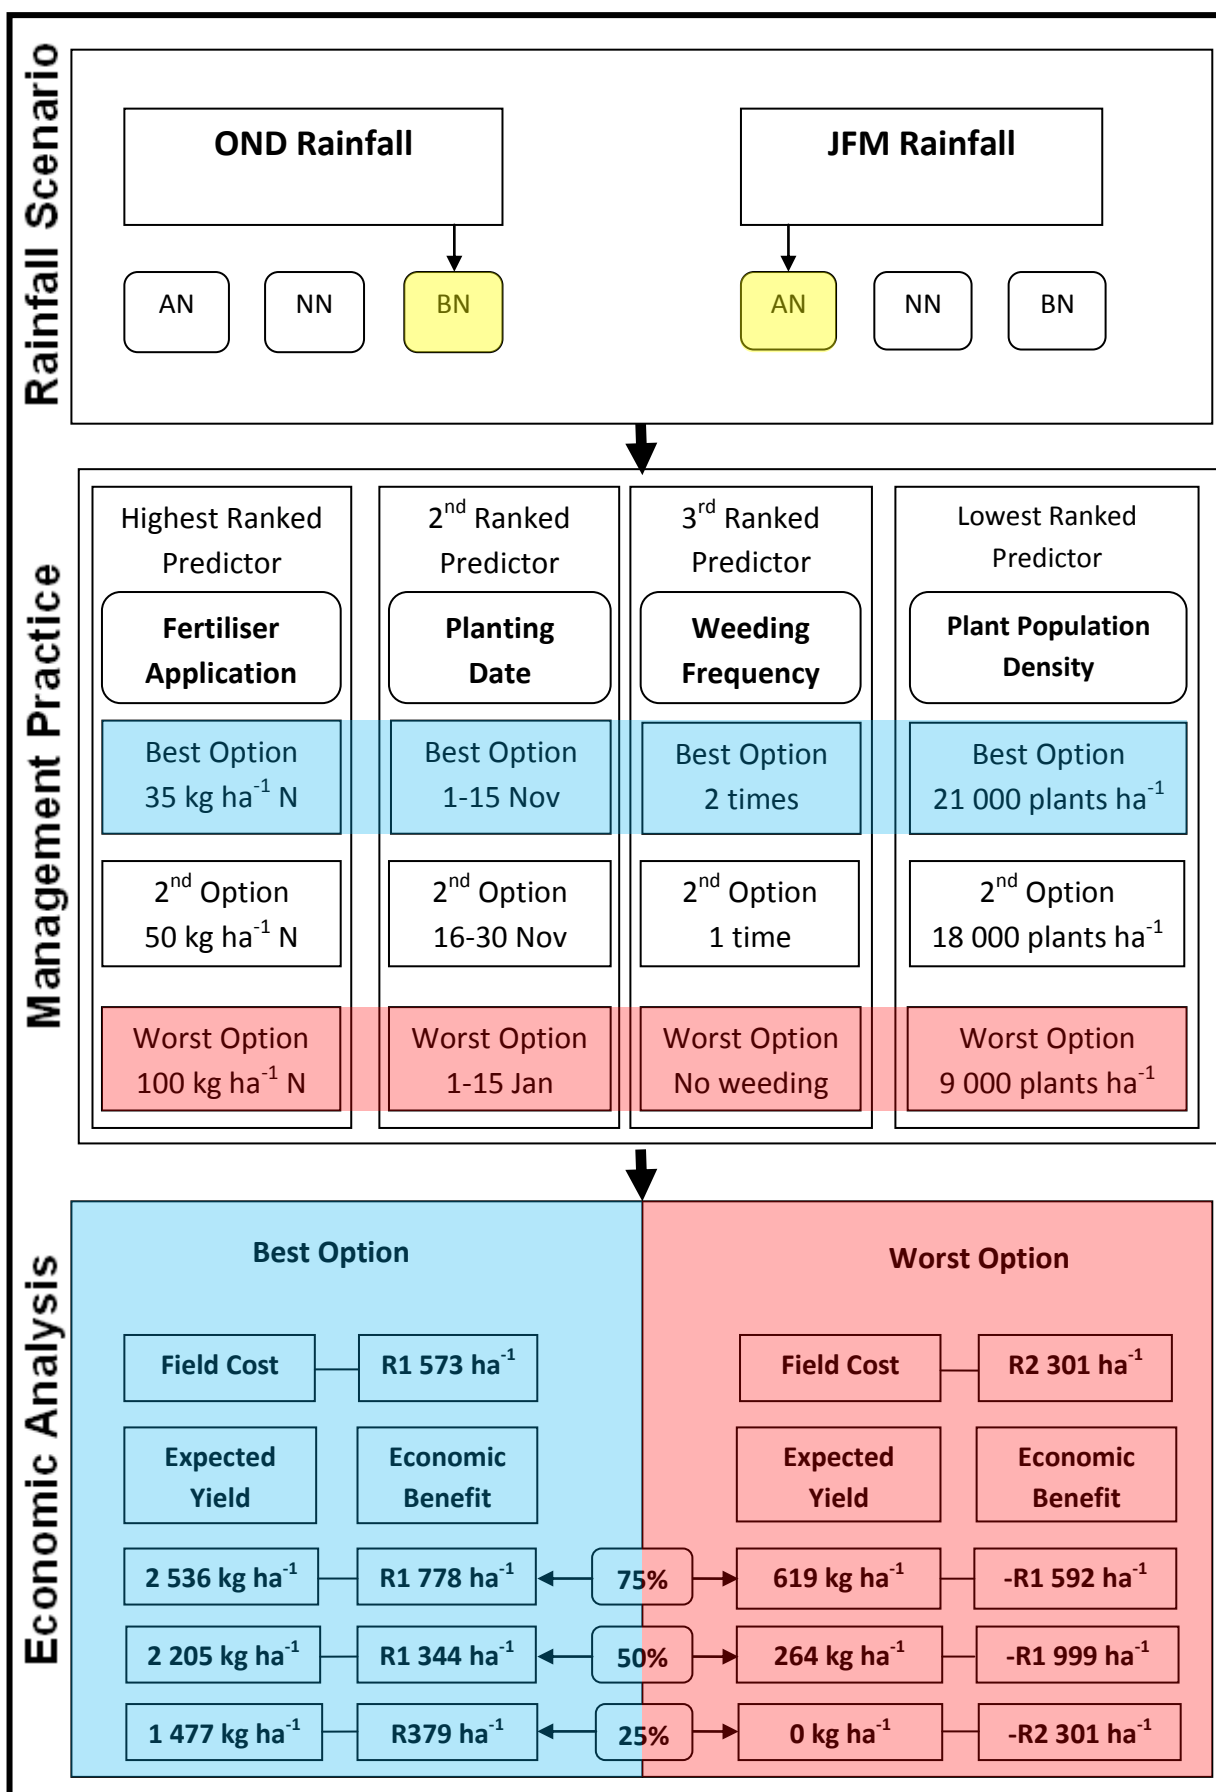 Rainfall Scenario
OND Rainfall
JFM Rainfall
AN
NN
BN
AN
NN
BN
Management Practice
Highest Ranked
Predictor
Fertiliser
Application
Best Option
35 kg ha⁻¹ N
2ⁿᵈ Option
50 kg ha⁻¹ N
Worst Option
100 kg ha⁻¹ N
2ⁿᵈ Ranked
Predictor
Planting
Date
Best Option
1-15 Nov
2ⁿᵈ Option
16-30 Nov
Worst Option
1-15 Jan
3ʳᵈ Ranked
Predictor
Weeding
Frequency
Best Option
2 times
2ⁿᵈ Option
1 time
Worst Option
No weeding
Lowest Ranked
Predictor
Plant Population
Density
Best Option
21 000 plants ha⁻¹
2ⁿᵈ Option
18 000 plants ha⁻¹
Worst Option
9 000 plants ha⁻¹
Economic Analysis
Best Option
Worst Option
Field Cost
R1 573 ha⁻¹
Field Cost
R2 301 ha⁻¹
Expected
Yield
Economic
Benefit
Expected
Yield
Economic
Benefit
2 536 kg ha⁻¹
R1 778 ha⁻¹
75%
619 kg ha⁻¹
-R1 592 ha⁻¹
2 205 kg ha⁻¹
R1 344 ha⁻¹
50%
264 kg ha⁻¹
-R1 999 ha⁻¹
1 477 kg ha⁻¹
R379 ha⁻¹
25%
0 kg ha⁻¹
-R2 301 ha⁻¹